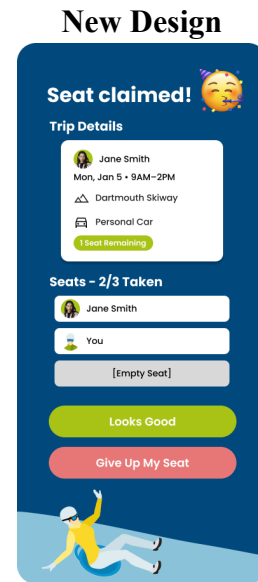 New Design
Seat claimed!
Trip Details
Jane Smith
Mon, Jan 5 • 9AM–2PM
Dartmouth Skiway
Personal Car
1 Seat Remaining
Seats - 2/3 Taken
Jane Smith
You
[Empty Seat]
Looks Good
Give Up My Seat